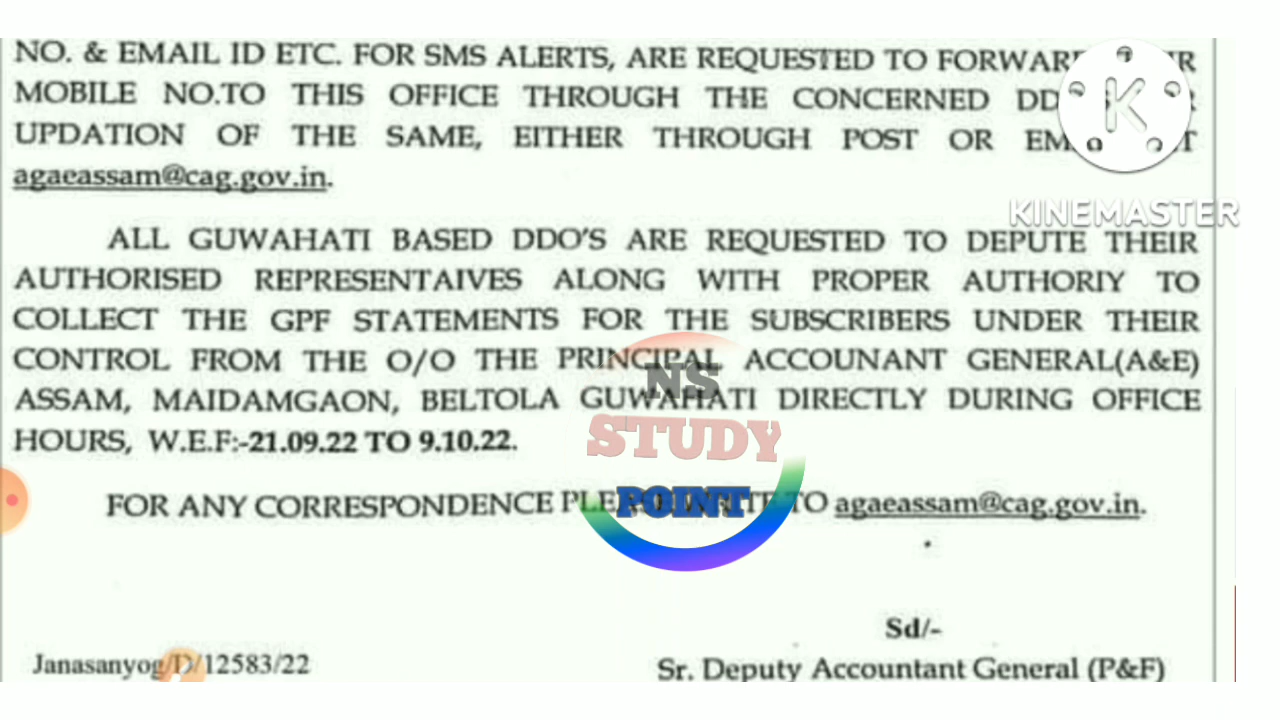 NO. & EMAIL ID ETC. FOR SMS ALERTS, ARE REQUESTED TO FORWARD
MOBILE NO.TO THIS OFFICE THROUGH THE CONCERNED
UPDATION OF THE SAME, EITHER THROUGH POST OR
agaeassam@cag.gov.in.
KINEMASTER
ALL GUWAHATI BASED DDO'S ARE REQUESTED TO DEPUTE THEIR
AUTHORISED REPRESENTAIVES ALONG WITH PROPER AUTHORIY TO
COLLECT THE GPF STATEMENTS FOR THE SUBSCRIBERS UNDER THEIR
CONTROL FROM THE O/O THE PRINCIPAL ACCOUNANT GENERAL(A&E)
ASSAM, MAIDAMGAON, BELTOLA GUWAHATI DIRECTLY DURING OFFICE
HOURS, W.E.F:-21.09.22 TO 9.10.22.
NS
STUDY
POINT
FOR ANY CORRESPONDENCE PLEASE WRITE TO agaeassam@cag.gov.in.
Sd/-
Janasanyog/D/12583/22
Sr. Deputy Accountant General (P&F)